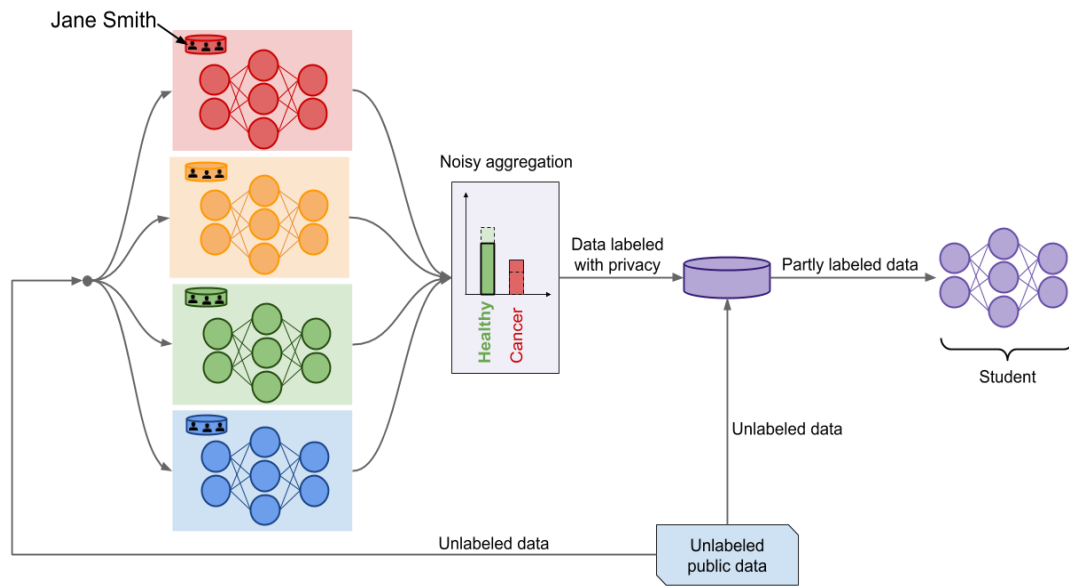 Jane Smith
Noisy aggregation
Healthy
Cancer
Data labeled
with privacy
Partly labeled data
Student
Unlabeled data
Unlabeled data
Unlabeled
public data